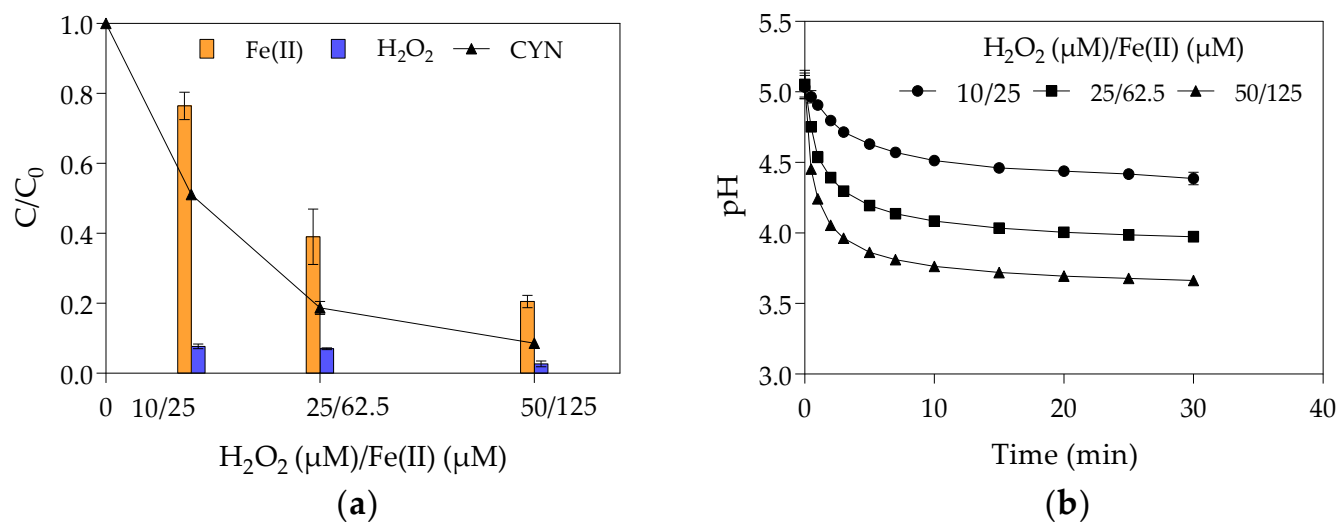 1.0
0.8
0.6
0.4
0.2
0.0
C/C₀
Fe(II) H₂O₂ CYN
0 10/25 25/62.5 50/125
H₂O₂ (μM)/Fe(II) (μM)
(a)
5.5
5.0
4.5
4.0
3.5
3.0
pH
H₂O₂ (μM)/Fe(II) (μM)
10/25 25/62.5 50/125
0 10 20 30 40
Time (min)
(b)